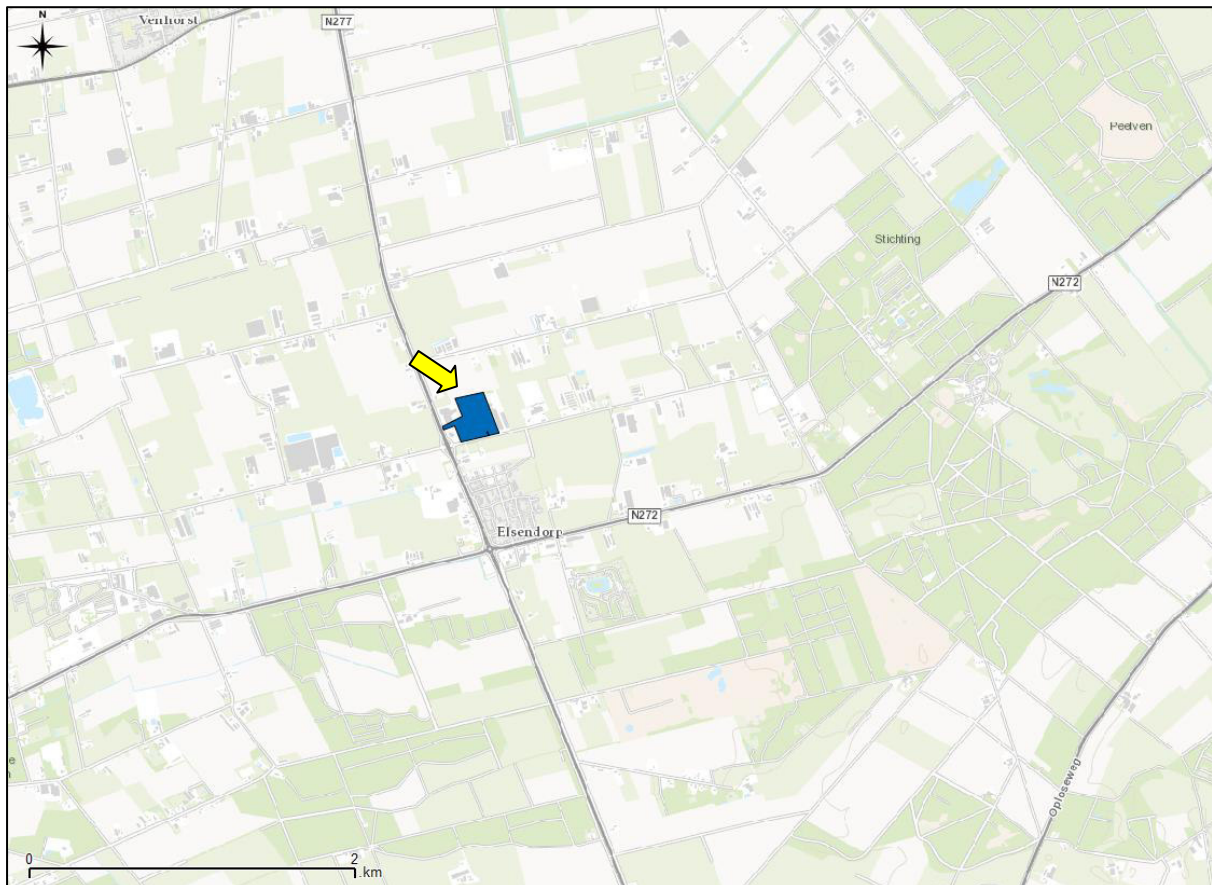 Venhorst
N277
N
Peelven
Stichting
N272
N272
Elsendorp
Oploseweg
0
2
km